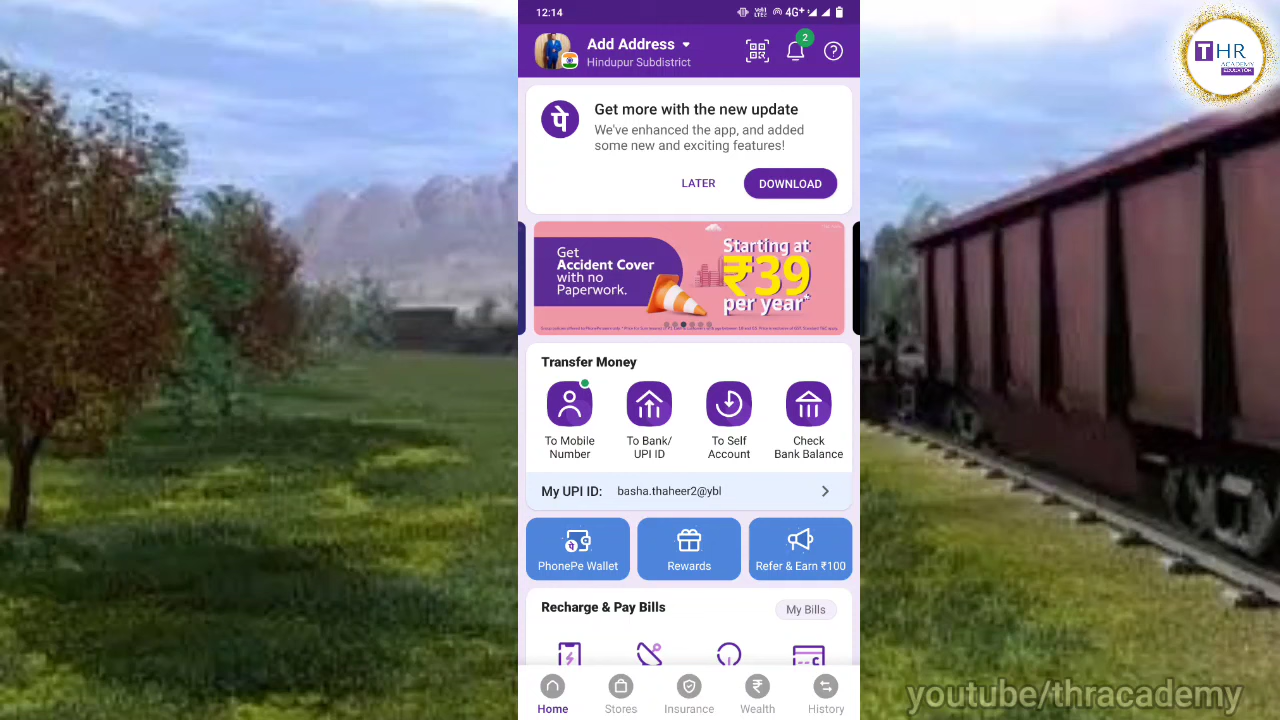 12:14
4G+
THR
ACADEMY
EDUCATOR
Add Address
2
Hindupur Subdistrict
पे
Get more with the new update
We've enhanced the app, and added
some new and exciting features!
LATER
DOWNLOAD
Get
Accident Cover
with no
Paperwork.
Starting at
₹39
per year*
Transfer Money
To Mobile
Number
To Bank/
UPI ID
To Self
Account
Check
Bank Balance
My UPI ID:
basha.thaheer2@ybl
PhonePe Wallet
Rewards
Refer & Earn ₹100
Recharge & Pay Bills
My Bills
Home
Stores
Insurance
Wealth
History
youtube/thracademy